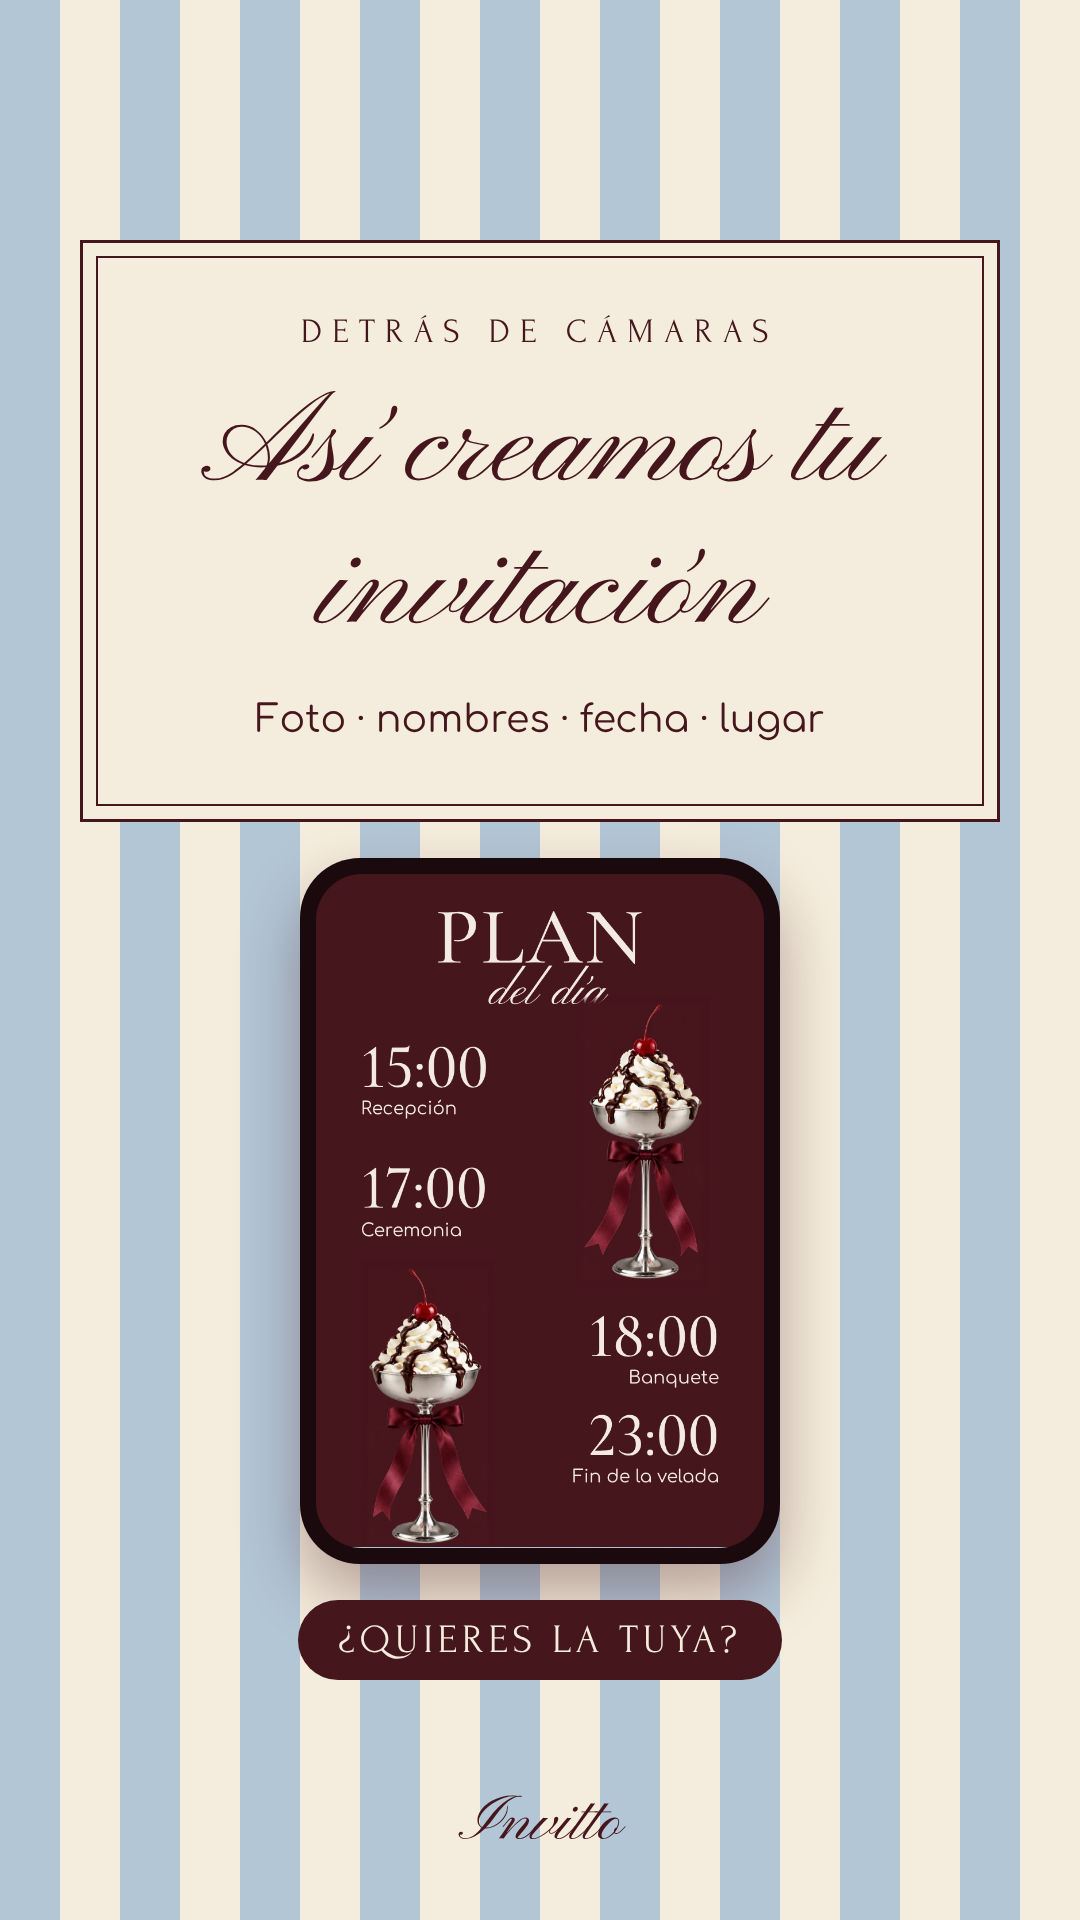 DETRÁS DE CÁMARAS
Así creamos tu
invitación
Foto · nombres · fecha · lugar
PLAN
del día
15:00
Recepción
17:00
Ceremonia
18:00
Banquete
23:00
Fin de la velada
¿QUIERES LA TUYA?
Invitto